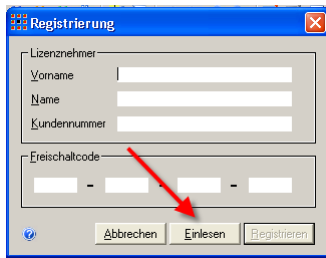 Registrierung
Lizenznehmer
Vorname
Name
Kundennummer
Freischaltcode
- - -
Abbrechen Einlesen Registrieren